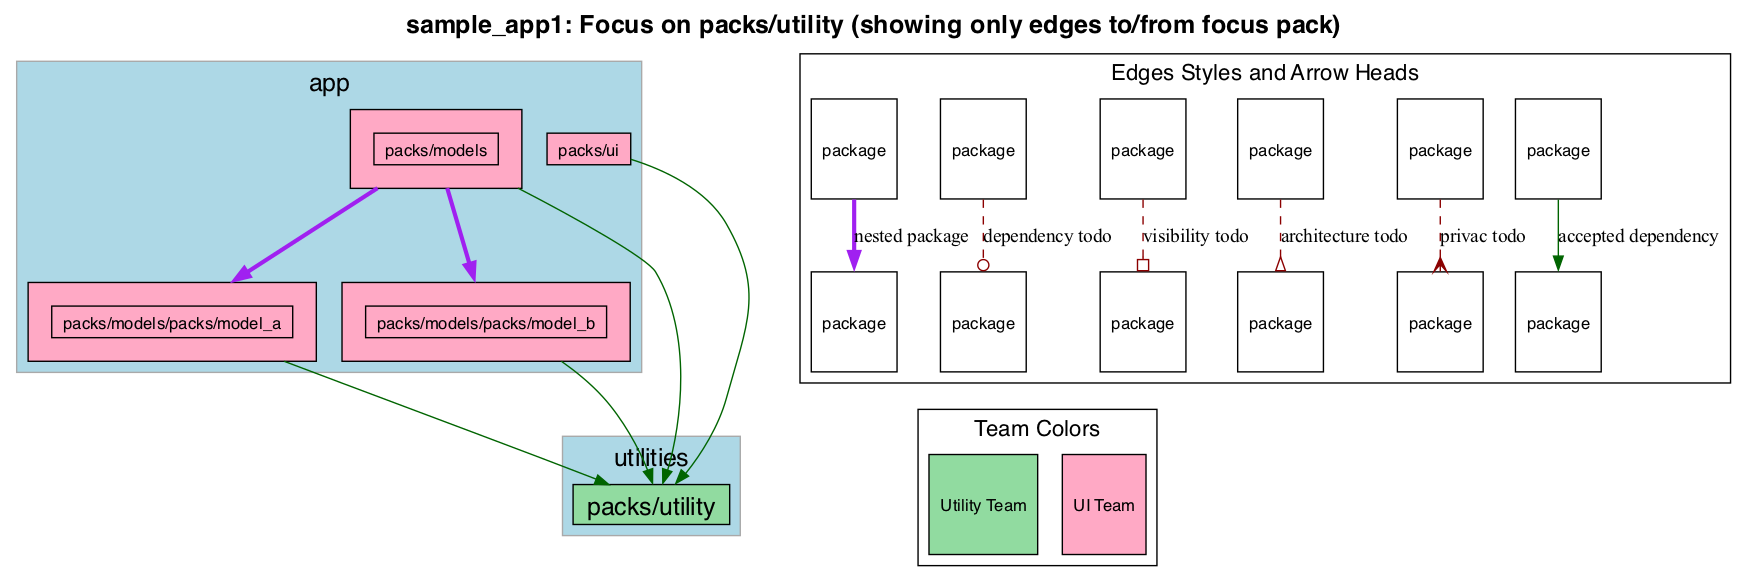 sample_app1: Focus on packs/utility (showing only edges to/from focus pack)
app
packs/models
packs/ui
packs/models/packs/model_a
packs/models/packs/model_b
utilities
packs/utility
Edges Styles and Arrow Heads
package
package
package
package
package
package
nested package
dependency todo
visibility todo
architecture todo
privac todo
accepted dependency
package
package
package
package
package
package
Team Colors
Utility Team
UI Team